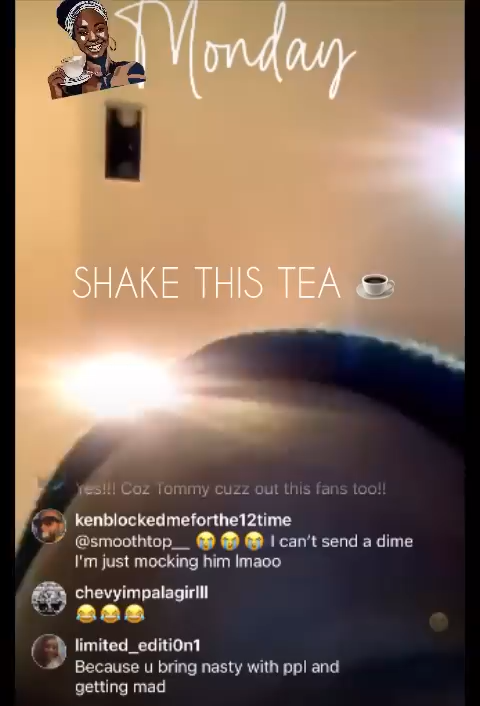 Monday
SHAKE THIS TEA ☕
Yes!!! Coz Tommy cuzz out this fans too!!
kenblockedmeforthe12time
@smoothtop__ 😭😭😭 I can't send a dime
I'm just mocking him lmaoo
chevyimpalagirlll
😂😂😂
limited_editi0n1
Because u bring nasty with ppl and
getting mad